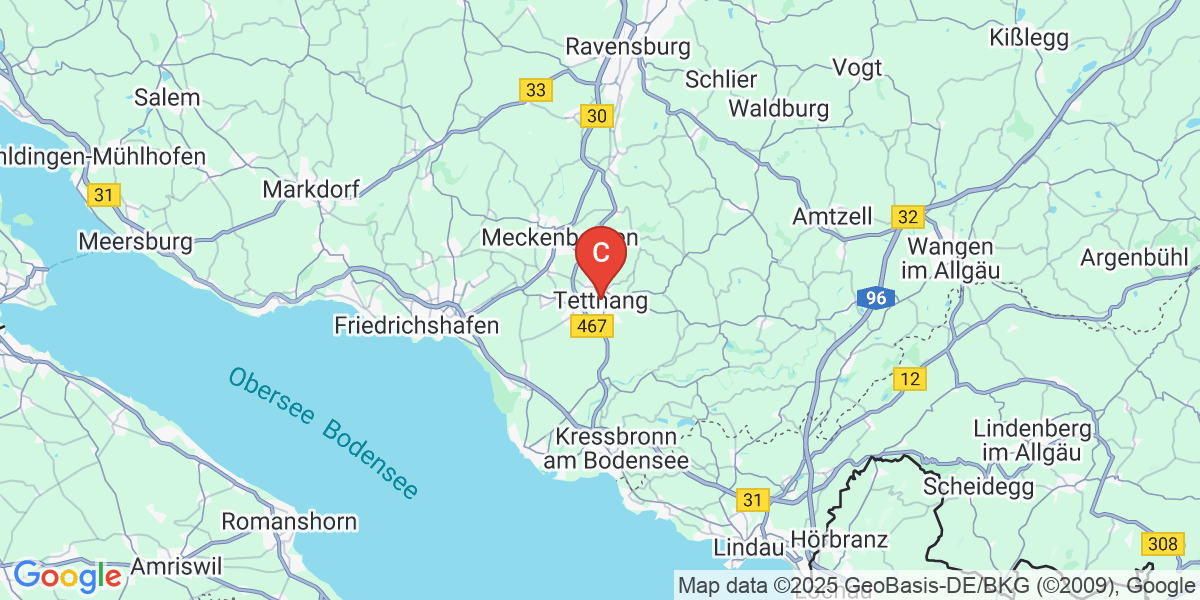 Ravensburg
Kißlegg
Vogt
Schlier
33
Salem
Waldburg
30
hldingen-Mühlhofen
Markdorf
31
Amtzell
32
Meersburg
Meckenb
en
Wangen
im Allgäu
Argenbühl
C
96
Tettnang
Friedrichshafen
467
Obersee Bodensee
12
Kressbronn
am Bodensee
Lindenberg
im Allgäu
Scheidegg
31
Romanshorn
Lindau
Hörbranz
308
Amriswil
Google
Map data ©2025 GeoBasis-DE/BKG (©2009), Google